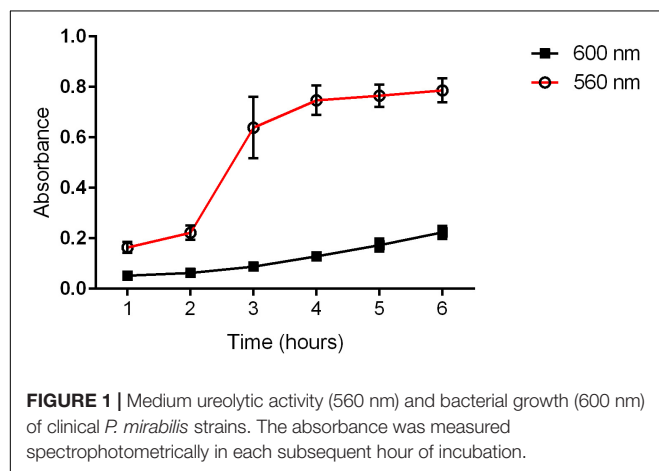 1.0
0.8
0.6
0.4
0.2
0.0
Absorbance
1 2 3 4 5 6
Time (hours)
600 nm
560 nm
FIGURE 1 | Medium ureolytic activity (560 nm) and bacterial growth (600 nm)
of clinical P. mirabilis strains. The absorbance was measured
spectrophotometrically in each subsequent hour of incubation.